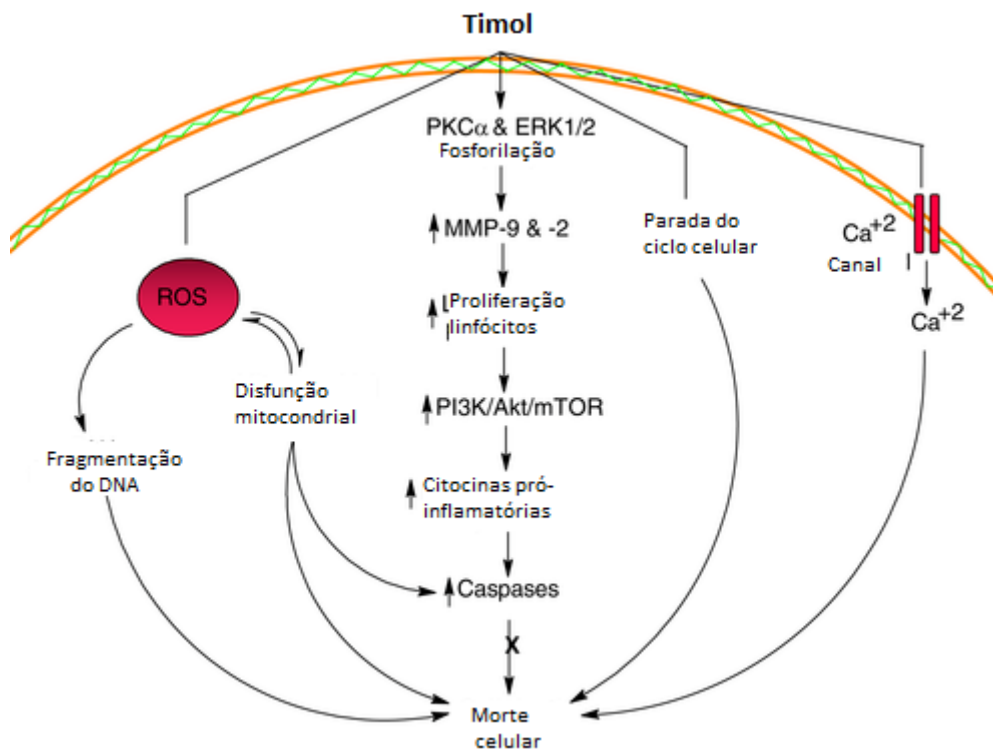 Timol
PKCα & ERK1/2
Fosforilação
MMP-9 & -2
Proliferação
linfócitos
PI3K/Akt/mTOR
Citocinas pró-
inflamatórias
Caspases
X
Morte
celular
ROS
Disfunção
mitocondrial
Fragmentação
do DNA
Parada do
ciclo celular
Ca+2
Canal
Ca+2